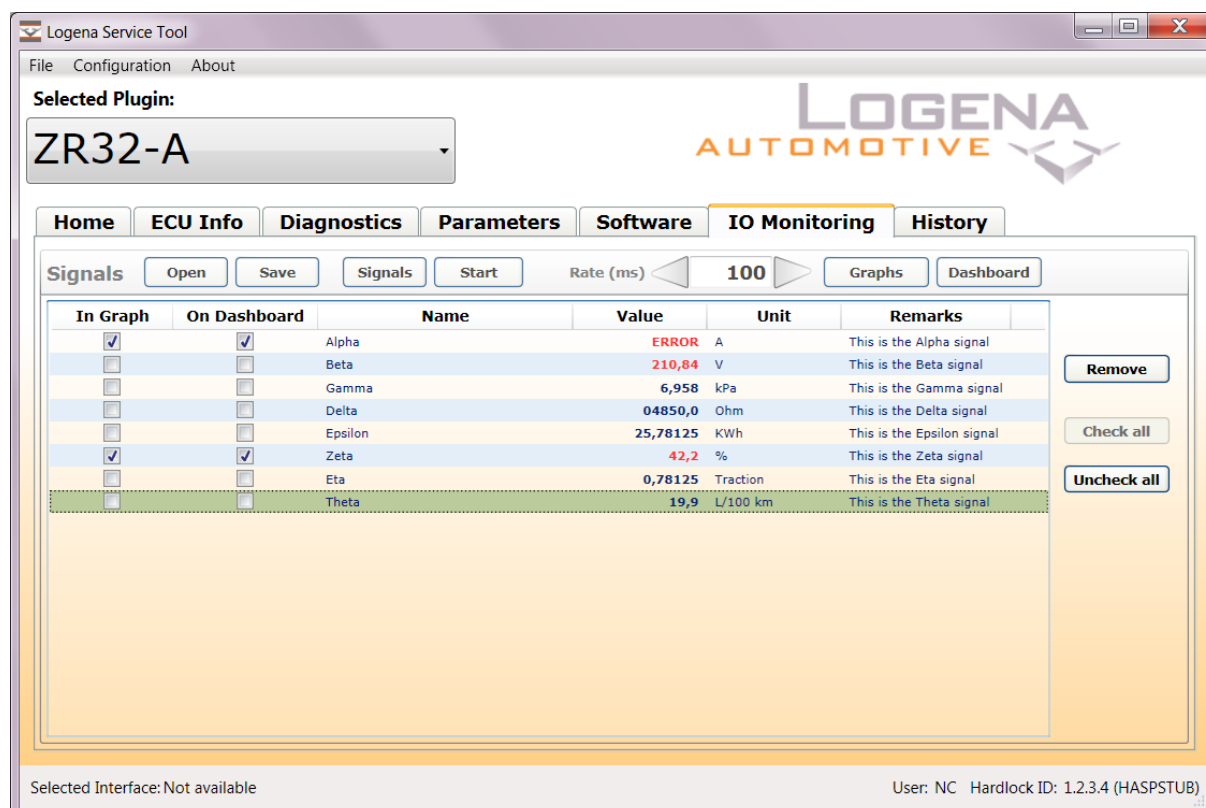 Logena Service Tool
File Configuration About
Selected Plugin:
ZR32-A
LOGENA
AUTOMOTIVE
Home ECU Info Diagnostics Parameters Software IO Monitoring History
Signals Open Save Signals Start Rate (ms) 100 Graphs Dashboard
In Graph On Dashboard Name Value Unit Remarks
Alpha ERROR A This is the Alpha signal
Beta 210,84 V This is the Beta signal
Remove
Gamma 6,958 kPa This is the Gamma signal
Delta 04850,0 Ohm This is the Delta signal
Epsilon 25,78125 KWh This is the Epsilon signal
Check all
Zeta 42,2 % This is the Zeta signal
Eta 0,78125 Traction This is the Eta signal
Uncheck all
Theta 19,9 L/100 km This is the Theta signal
Selected Interface: Not available User: NC Hardlock ID: 1.2.3.4 (HASPSTUB)